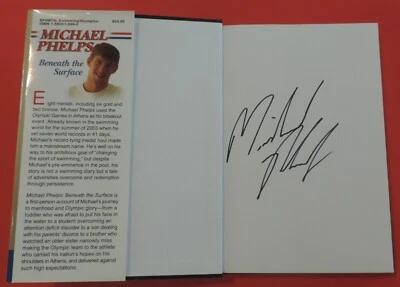 SPORTS: Swimming/Olympics $24.95
MICHAEL
PHELPS
Beneath the
Surface
Eight medals, including six gold and
two bronze. Michael Phelps used the
Olympic Games in Athens as his breakout
event. Already known in the swimming
world for the summer of 2003 when he
set seven world records in 41 days,
Michael's record-tying medal haul made
him a mainstream name. He's well on his
way to his ambitious goal of "changing
the sport of swimming," but despite
Michael's pre-eminence in the pool, his
story is not a swimming diary but a tale
of adversities overcome and redemption
through persistence.
Michael Phelps: Beneath the Surface is
a first-person account of Michael's journey
to manhood and Olympic glory—from a
toddler who was afraid to put his face in
the water to a student overcoming an
attention deficit disorder to a son dealing
with his parents' divorce to a brother who
watched an older sister narrowly miss
making the Olympic team to the athlete
who carried his nation's hopes on his
shoulders in Athens, and delivered against
such high expectations.